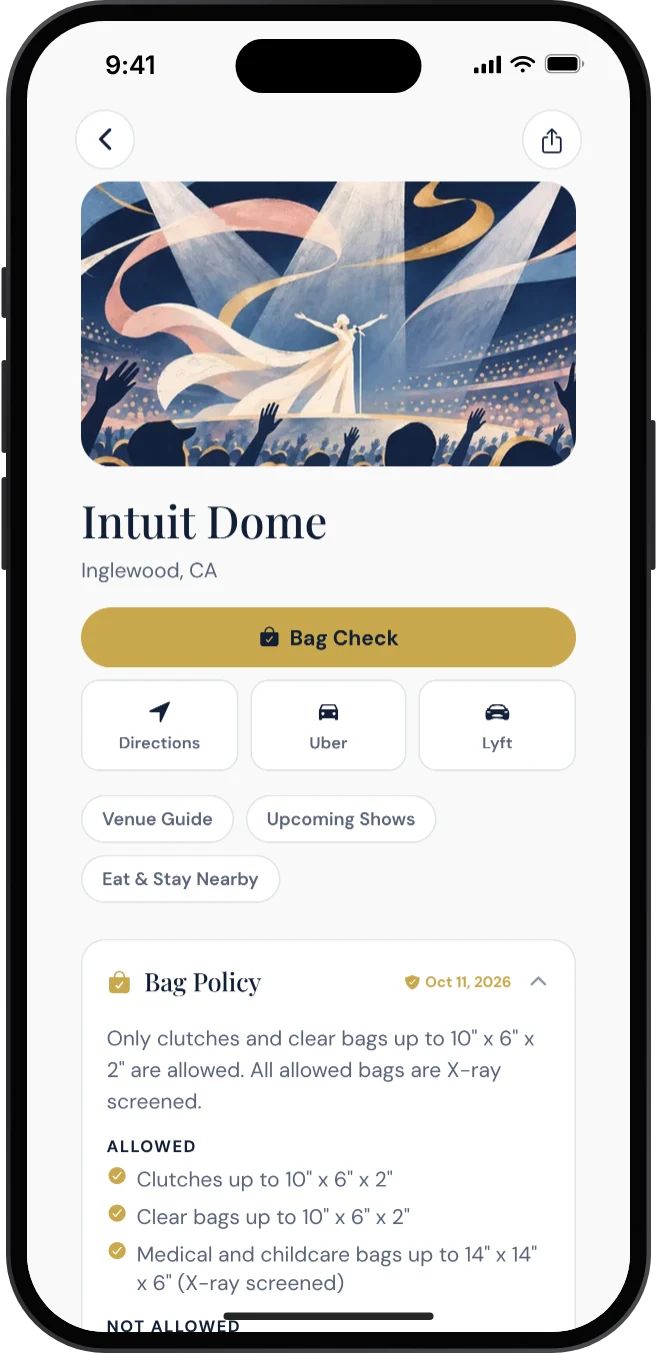 9:41
Intuit Dome
Inglewood, CA
Bag Check
Directions
Uber
Lyft
Venue Guide
Upcoming Shows
Eat & Stay Nearby
Bag Policy
Oct 11, 2026
Only clutches and clear bags up to 10" x 6" x
2" are allowed. All allowed bags are X-ray
screened.
ALLOWED
Clutches up to 10" x 6" x 2"
Clear bags up to 10" x 6" x 2"
Medical and childcare bags up to 14" x 14"
x 6" (X-ray screened)
NOT ALLOWED